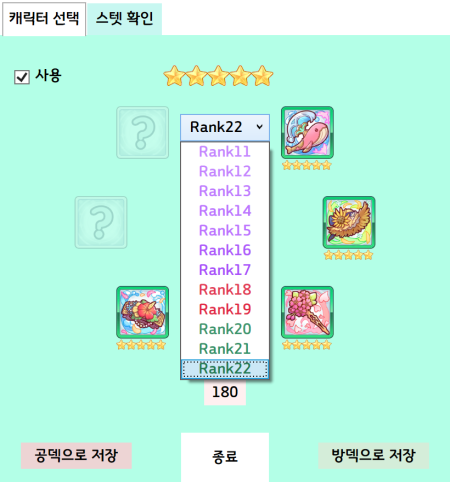 캐릭터 선택 스텟 확인
사용
Rank22
Rank11
Rank12
Rank13
Rank14
Rank15
Rank16
Rank17
Rank18
Rank19
Rank20
Rank21
Rank22
180
공덱으로 저장 종료 방덱으로 저장